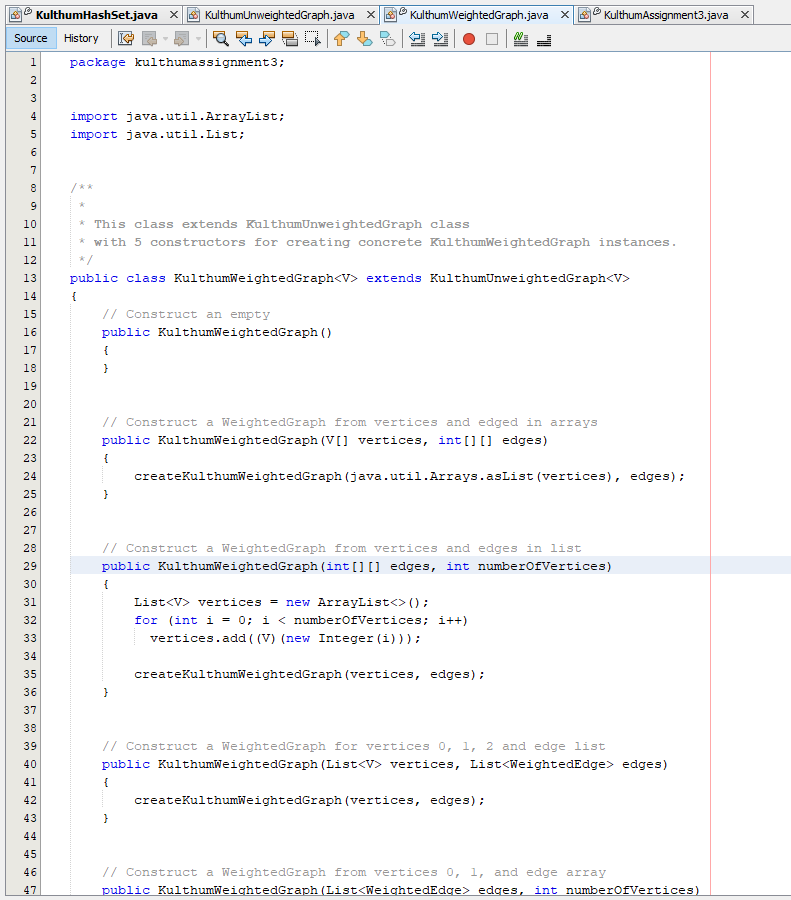 KulthumHashSet.java KulthumUnweightedGraph.java KulthumWeightedGraph.java KulthumAssignment3.java
Source History
1 package kulthumassignment3;
2
3
4 import java.util.ArrayList;
5 import java.util.List;
6
7
8 /**
9 *
10 * This class extends KulthumUnweightedGraph class
11 * with 5 constructors for creating concrete KulthumWeightedGraph instances.
12 */
13 public class KulthumWeightedGraph<V> extends KulthumUnweightedGraph<V>
14 {
15 // Construct an empty
16 public KulthumWeightedGraph()
17 {
18 }
19
20
21 // Construct a WeightedGraph from vertices and edged in arrays
22 public KulthumWeightedGraph(V[] vertices, int[][] edges)
23 {
24 createKulthumWeightedGraph(java.util.Arrays.asList(vertices), edges);
25 }
26
27
28 // Construct a WeightedGraph from vertices and edges in list
29 public KulthumWeightedGraph(int[][] edges, int numberOfVertices)
30 {
31 List<V> vertices = new ArrayList<>();
32 for (int i = 0; i < numberOfVertices; i++)
33 vertices.add((V)(new Integer(i)));
34
35 createKulthumWeightedGraph(vertices, edges);
36 }
37
38
39 // Construct a WeightedGraph for vertices 0, 1, 2 and edge list
40 public KulthumWeightedGraph(List<V> vertices, List<WeightedEdge> edges)
41 {
42 createKulthumWeightedGraph(vertices, edges);
43 }
44
45
46 // Construct a WeightedGraph from vertices 0, 1, and edge array
47 public KulthumWeightedGraph(List<WeightedEdge> edges, int numberOfVertices)